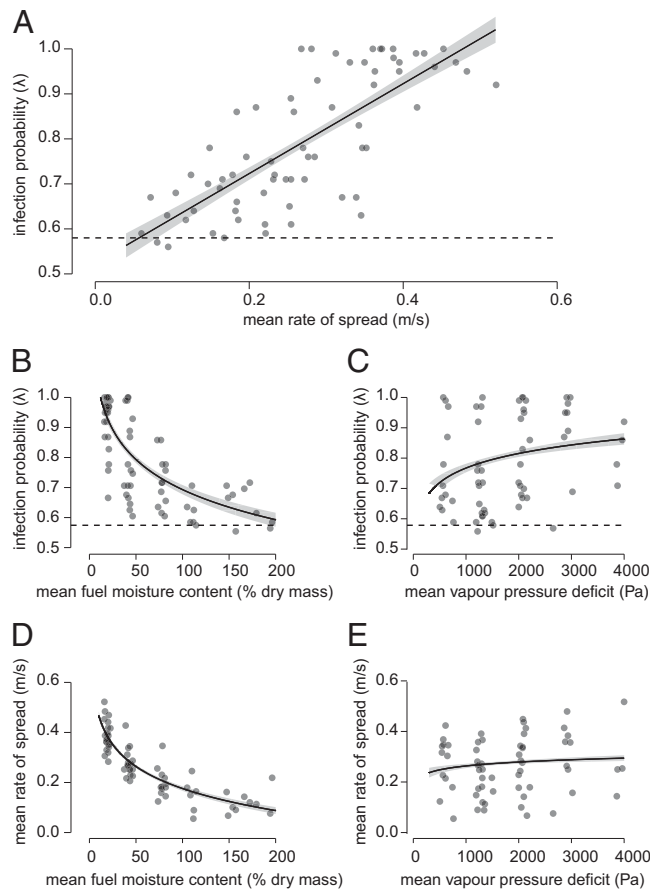 A
infection probability (λ)
1.0
0.9
0.8
0.7
0.6
0.5
0.0 0.2 0.4 0.6
mean rate of spread (m/s)
B
infection probability (λ)
1.0
0.9
0.8
0.7
0.6
0.5
0 50 100 150 200
mean fuel moisture content (% dry mass)
C
infection probability (λ)
1.0
0.9
0.8
0.7
0.6
0.5
0 1000 2000 3000 4000
mean vapour pressure deficit (Pa)
D
mean rate of spread (m/s)
0.6
0.4
0.2
0.0
0 50 100 150 200
mean fuel moisture content (% dry mass)
E
mean rate of spread (m/s)
0.6
0.4
0.2
0.0
0 1000 2000 3000 4000
mean vapour pressure deficit (Pa)